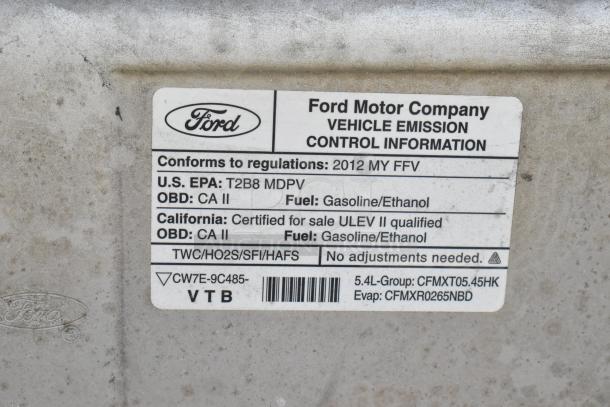 Ford
Ford Motor Company
VEHICLE EMISSION
CONTROL INFORMATION
Conforms to regulations: 2012 MY FFV
U.S. EPA: T2B8 MDPV
OBD: CA II Fuel: Gasoline/Ethanol
California: Certified for sale ULEV II qualified
OBD: CA II Fuel: Gasoline/Ethanol
TWC/HO2S/SFI/HAFS No adjustments needed.
CW7E-9C485-
VTB
5.4L-Group: CFMXT05.45HK
Evap: CFMXR0265NBD
Ford